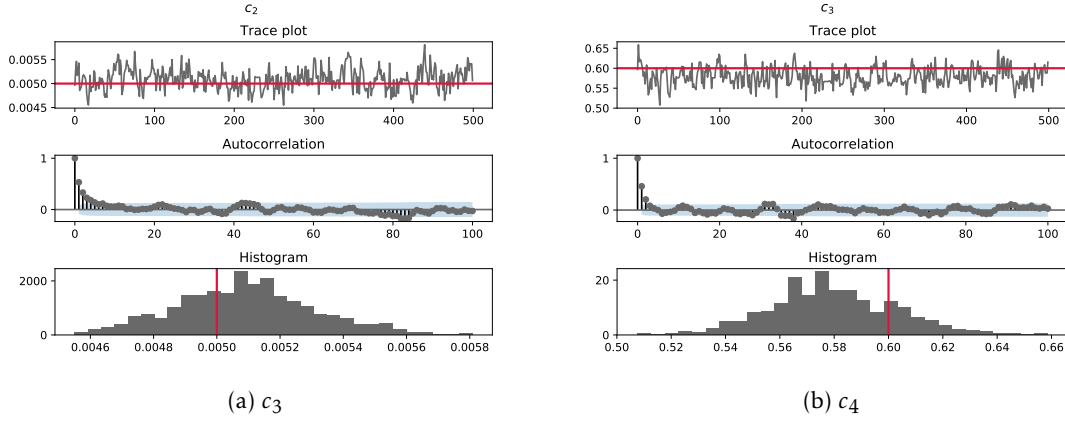 c2
Trace plot
0.0055
0.0050
0.0045
0 100 200 300 400 500
Autocorrelation
1
0
0 20 40 60 80 100
Histogram
2000
0
0.0046 0.0048 0.0050 0.0052 0.0054 0.0056 0.0058
(a) c3
c3
Trace plot
0.65
0.60
0.55
0.50
0 100 200 300 400 500
Autocorrelation
1
0
0 20 40 60 80 100
Histogram
20
0
0.50 0.52 0.54 0.56 0.58 0.60 0.62 0.64 0.66
(b) c4